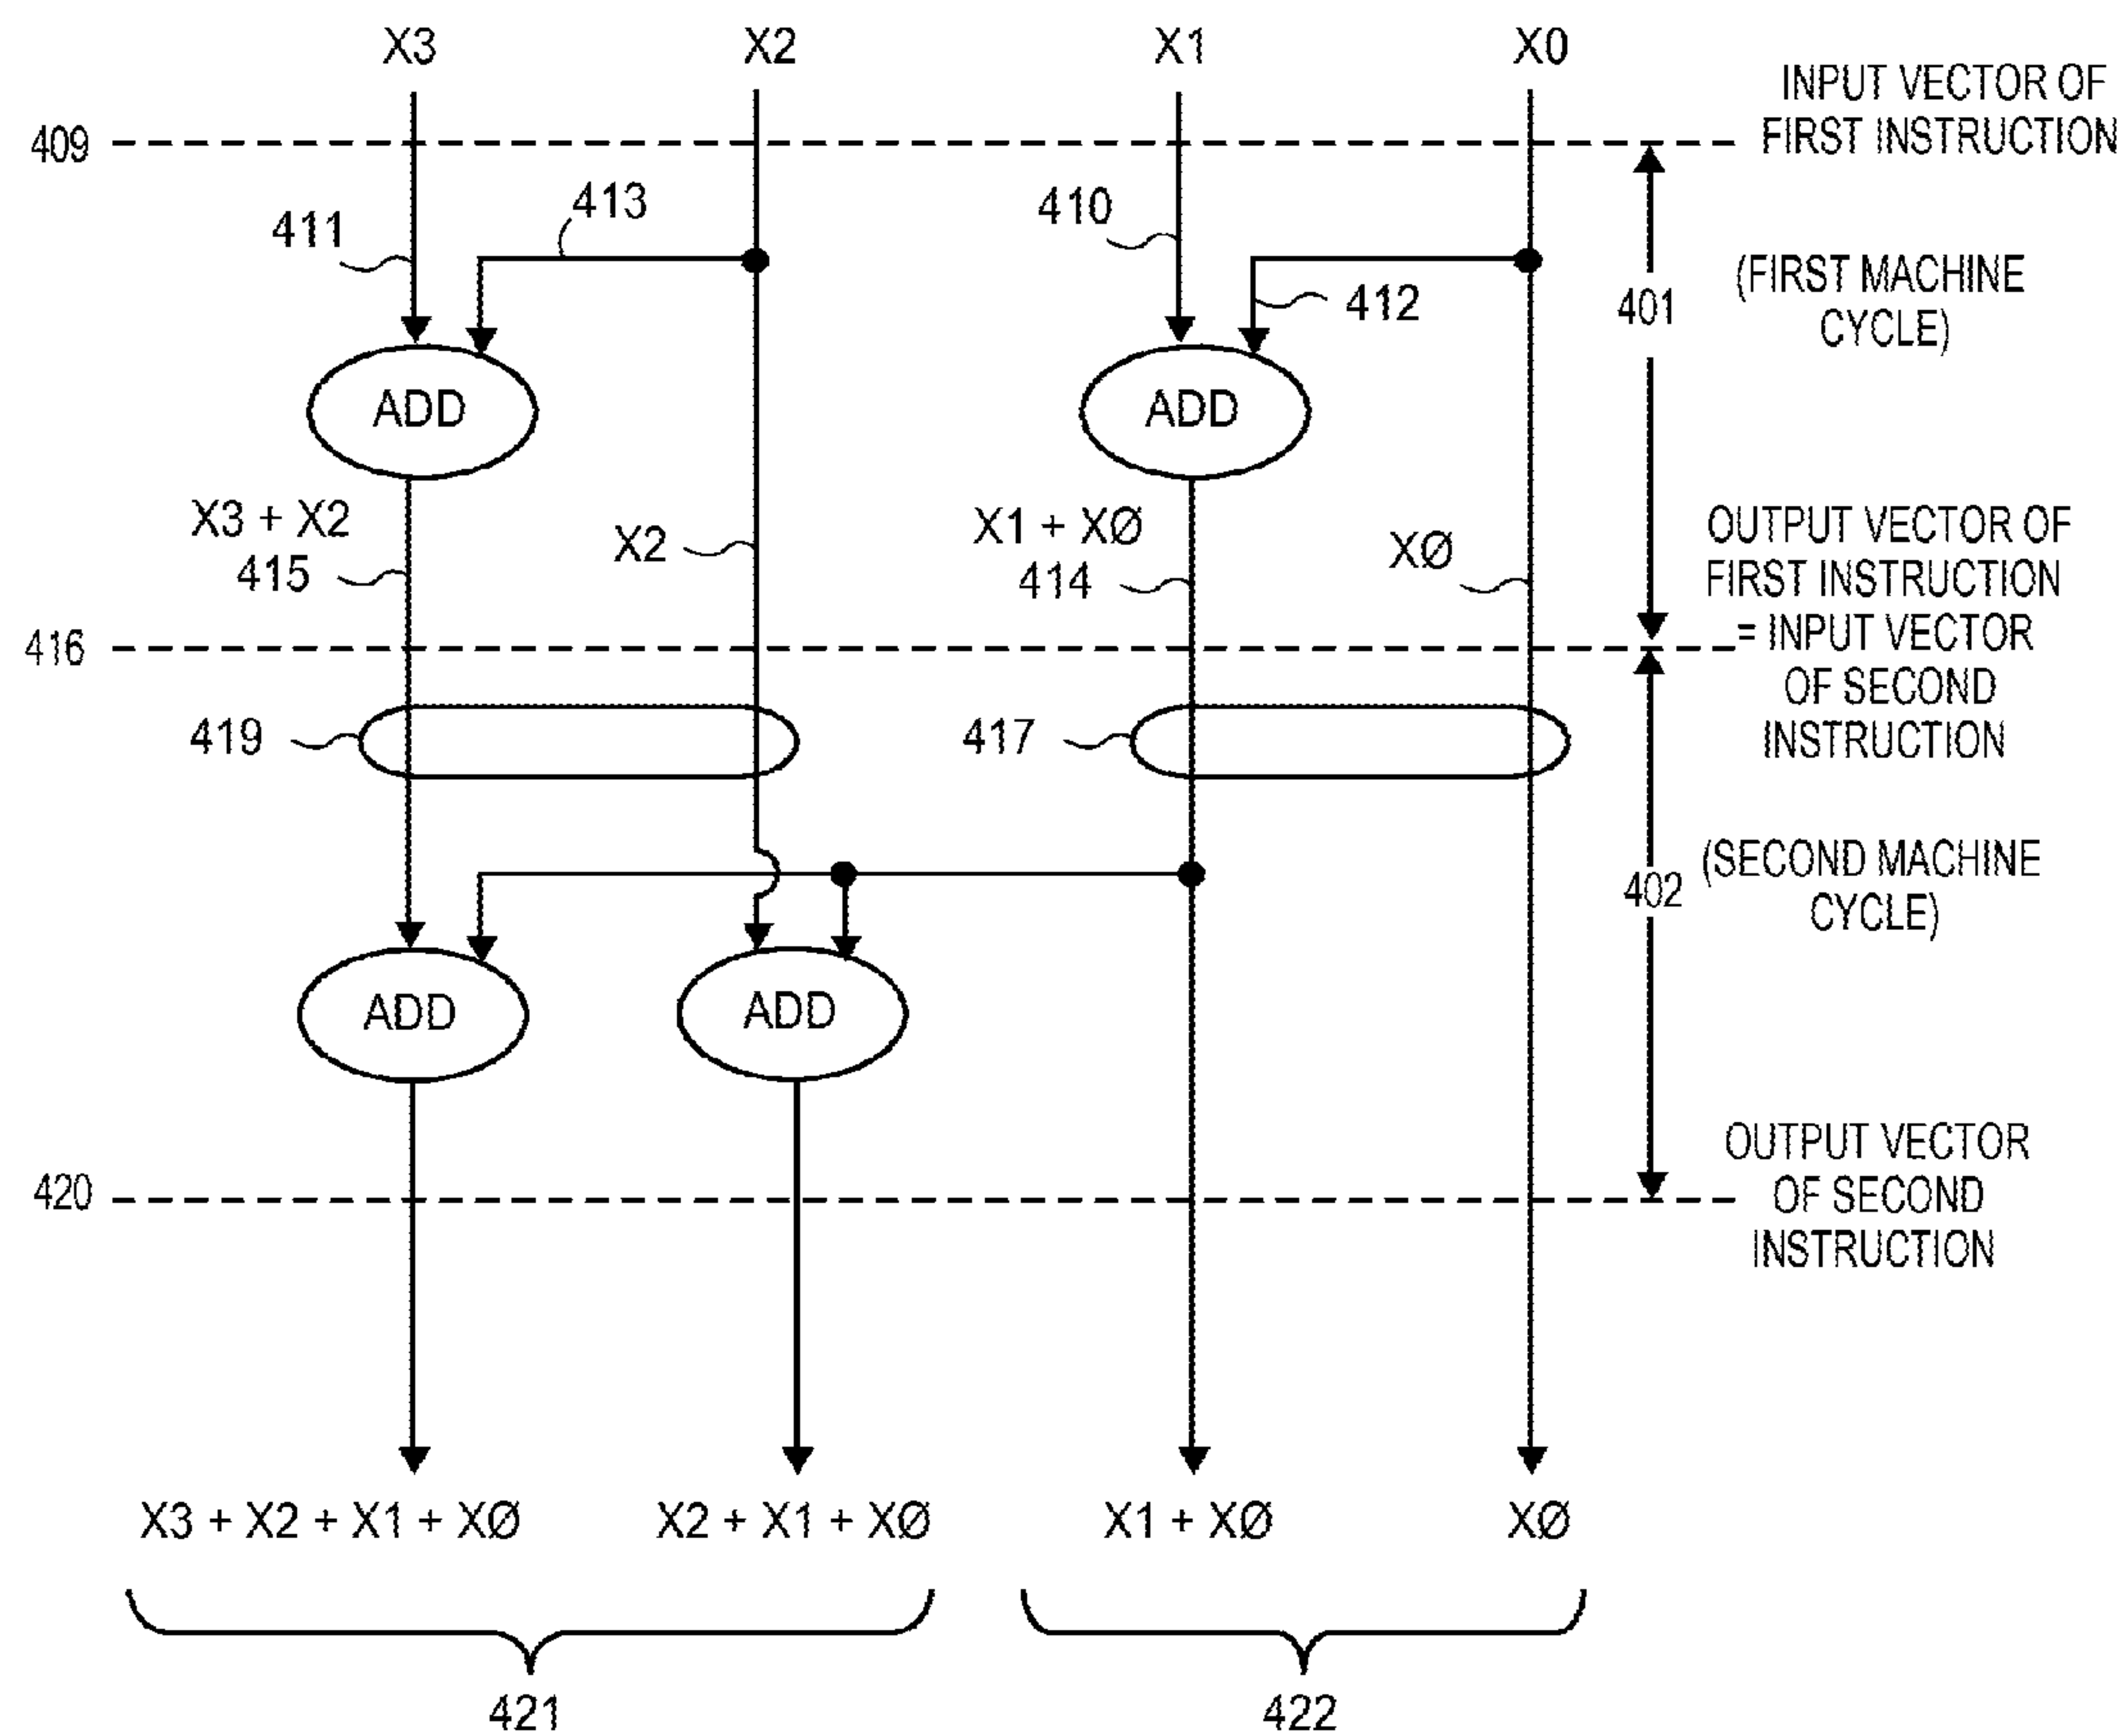 X3
X2
X1
X0
INPUT VECTOR OF
FIRST INSTRUCTION
409
413
410
411
412
401
(FIRST MACHINE
CYCLE)
ADD
ADD
X3 + X2
415
X2
X1 + XØ
414
XØ
OUTPUT VECTOR OF
FIRST INSTRUCTION
= INPUT VECTOR
OF SECOND
INSTRUCTION
416
419
417
402
(SECOND MACHINE
CYCLE)
ADD
ADD
420
OUTPUT VECTOR
OF SECOND
INSTRUCTION
X3 + X2 + X1 + XØ
X2 + X1 + XØ
X1 + XØ
XØ
421
422